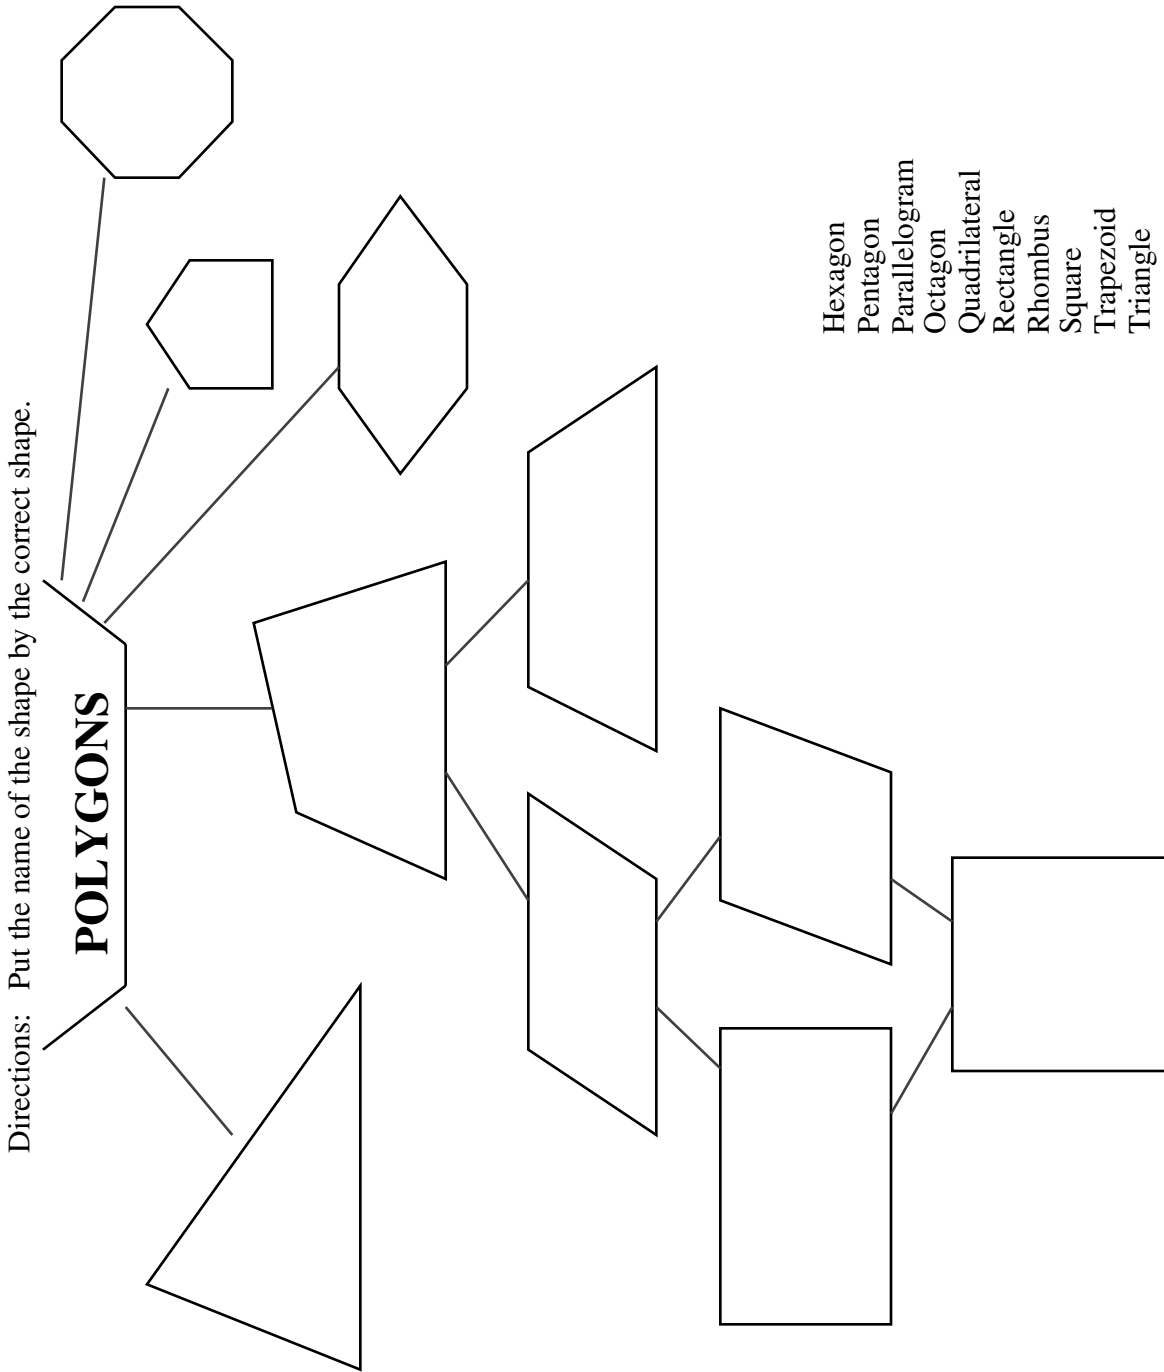 Directions: Put the name of the shape by the correct shape.
POLYGONS
Hexagon
Pentagon
Parallelogram
Octagon
Quadrilateral
Rectangle
Rhombus
Square
Trapezoid
Triangle